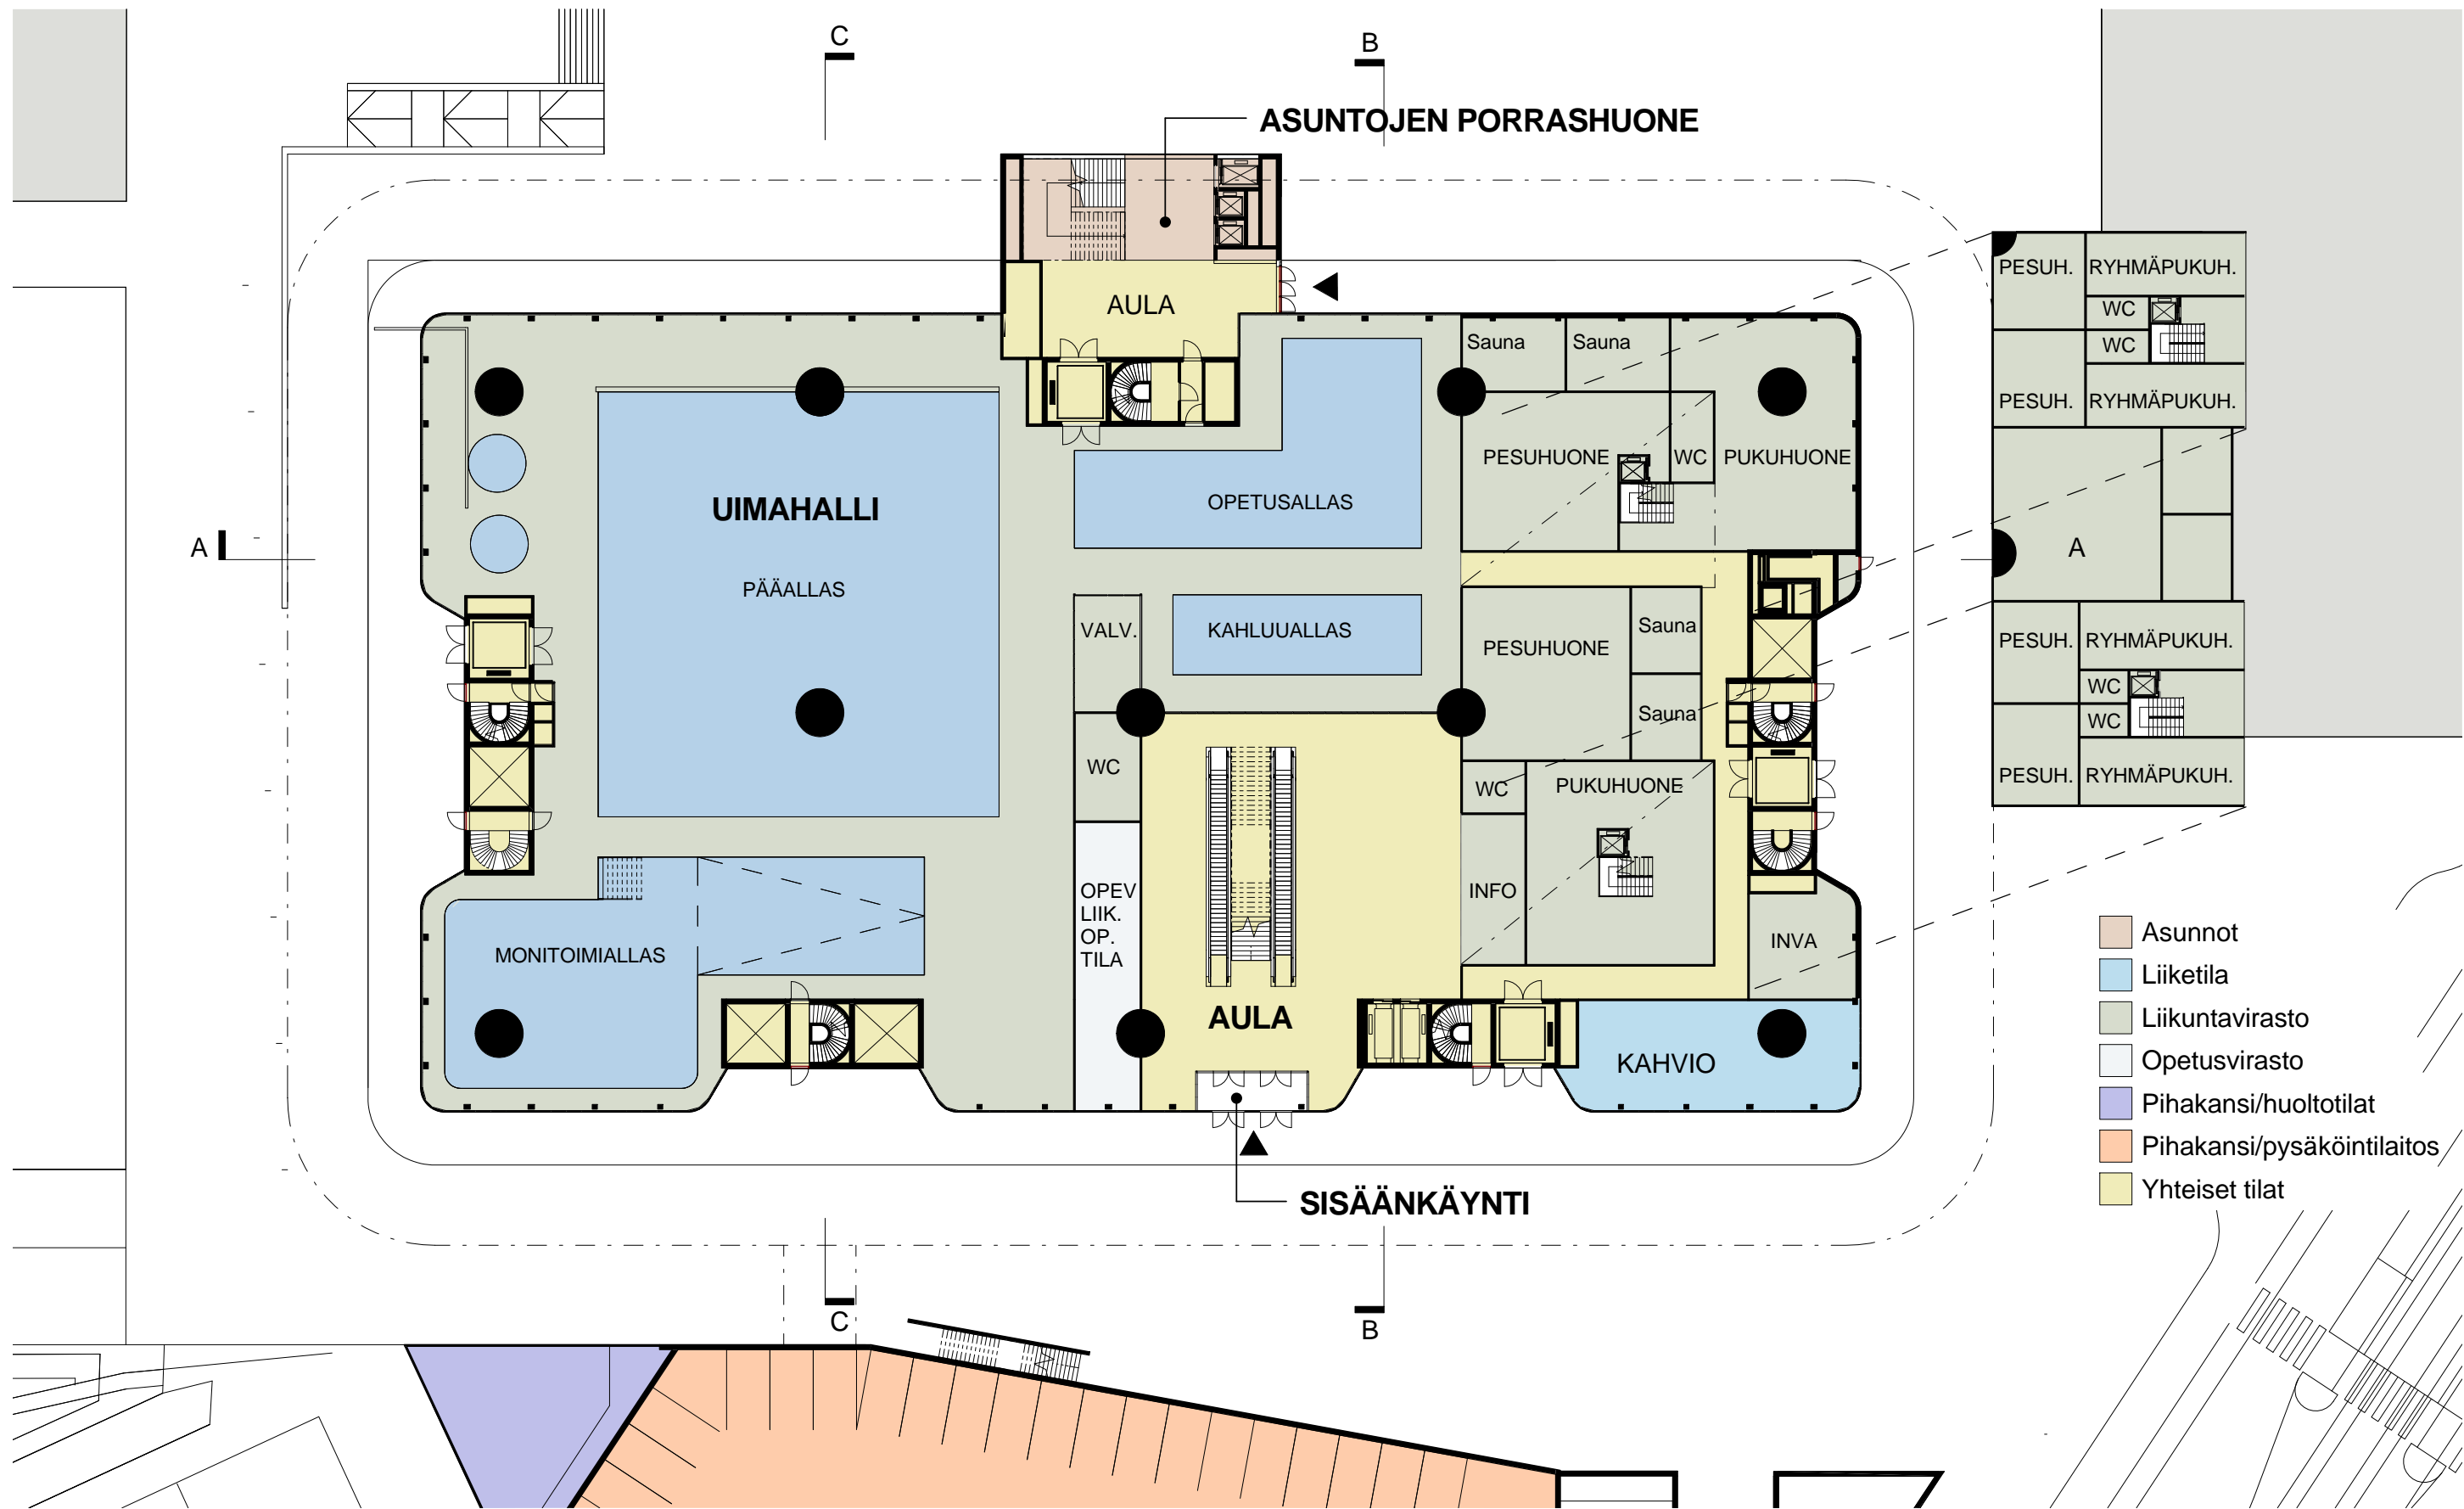 C
B
ASUNTOJEN PORRASHUONE
AULA
PESUH.
RYHMÄPUKUH.
WC
WC
PESUH.
RYHMÄPUKUH.
Sauna
Sauna
PESUHUONE
WC
PUKUHUONE
UIMAHALLI
OPETUSALLAS
A
A
PÄÄALLAS
VALV.
KAHLUUALLAS
PESUHUONE
Sauna
Sauna
PESUH.
RYHMÄPUKUH.
WC
WC
PESUH.
RYHMÄPUKUH.
WC
WC
PUKUHUONE
OPEV
LIIK.
OP.
TILA
INFO
MONITOIMIALLAS
INVA
AULA
KAHVIO
SISÄÄNKÄYNTI
C
B
Asunnot
Liiketila
Liikuntavirasto
Opetusvirasto
Pihakansi/huoltotilat
Pihakansi/pysäköintilaitos
Yhteiset tilat